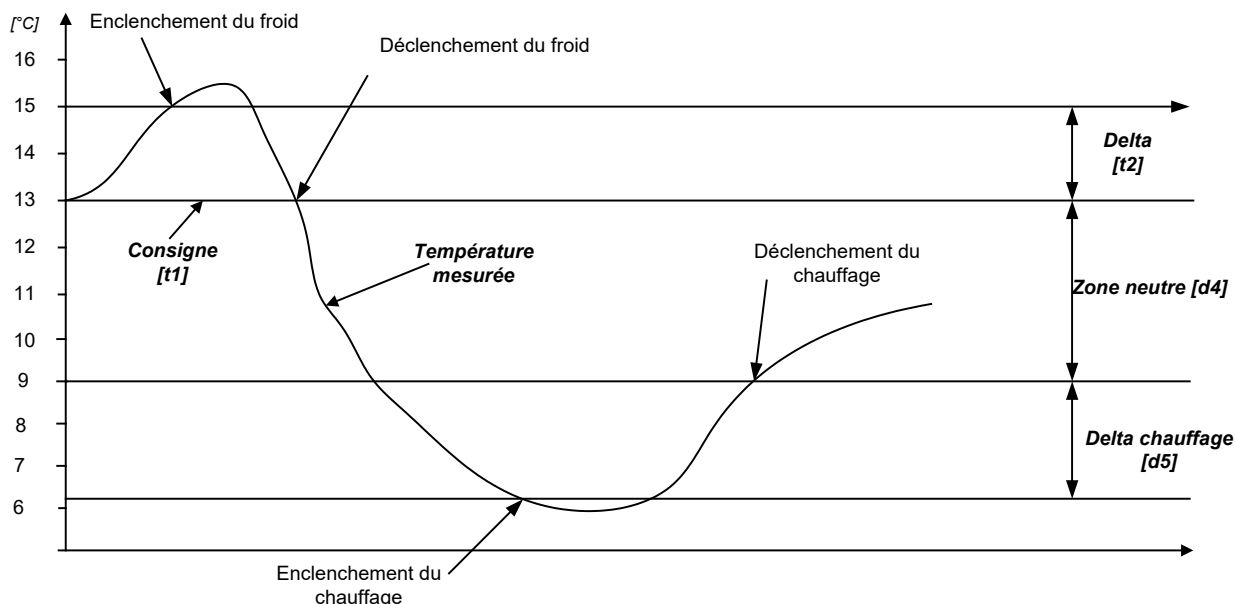 [°C]
Enclenchement du froid
Déclenchement du froid
16
15
14
Delta
[t2]
13
12
Consigne
[t1]
Température
mesurée
Déclenchement du
chauffage
11
Zone neutre [d4]
10
9
8
Delta chauffage
[d5]
7
6
Enclenchement du
chauffage